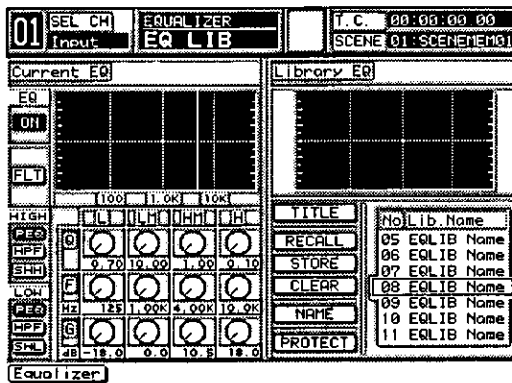 01 SEL CH Input EQUALIZER EQ LIB T. C. 00:00:00 00
SCENE 01:SCENEMEM01
Current EQ Library EQ
EQ
ON
FLT
100 1.0K 10K
HIGH L LM HM H
PEQ Q
HPF 0.70 10.00 1.00 0.10
SHH F
Hz 125 1.00K 4.00K 10.0K
LOW
PEQ G
HPF
SHL dB -18.0 0.0 10.5 18.0
TITLE
RECALL
STORE
CLEAR
NAME
PROTECT
No Lib.Name
05 EQLIB Name
06 EQLIB Name
07 EQLIB Name
08 EQLIB Name
09 EQLIB Name
10 EQLIB Name
11 EQLIB Name
Equalizer